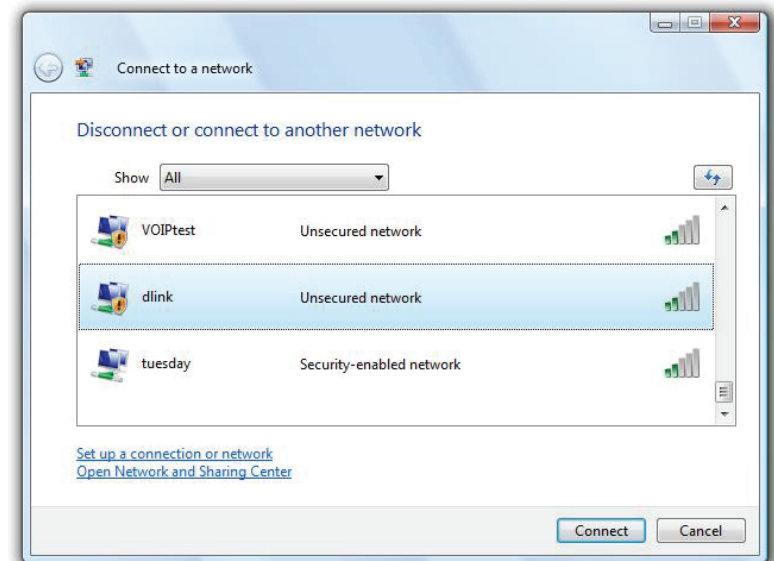 Connect to a network
Disconnect or connect to another network
Show All
VOIPtest Unsecured network
dlink Unsecured network
tuesday Security-enabled network
Set up a connection or network
Open Network and Sharing Center
Connect Cancel